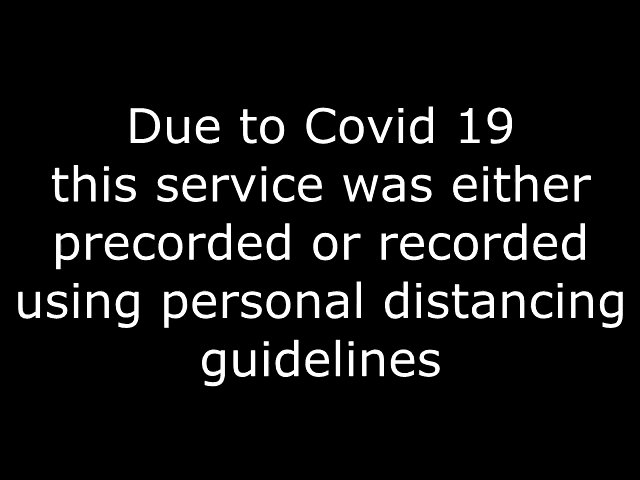 Due to Covid 19
this service was either
precorded or recorded
using personal distancing
guidelines